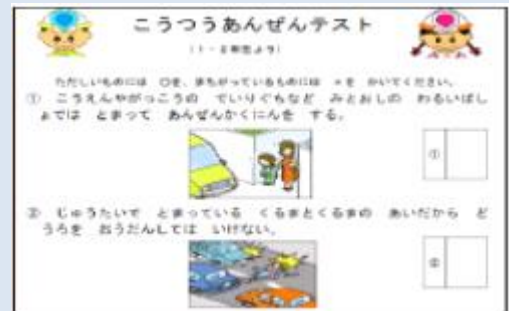 こうつうあんぜんテスト
(1・2年生より)
ただしいものには ○を、まちがっているものには ×を かいてください。
① こうえんやがっこうの でいりぐちなど みとおしの わるいばし
ょでは とまって あんぜんかくにんを する。
①
② じゅうたいで とまっている くるまとくるまの あいだから ど
うろを おうだんしては いけない。
②